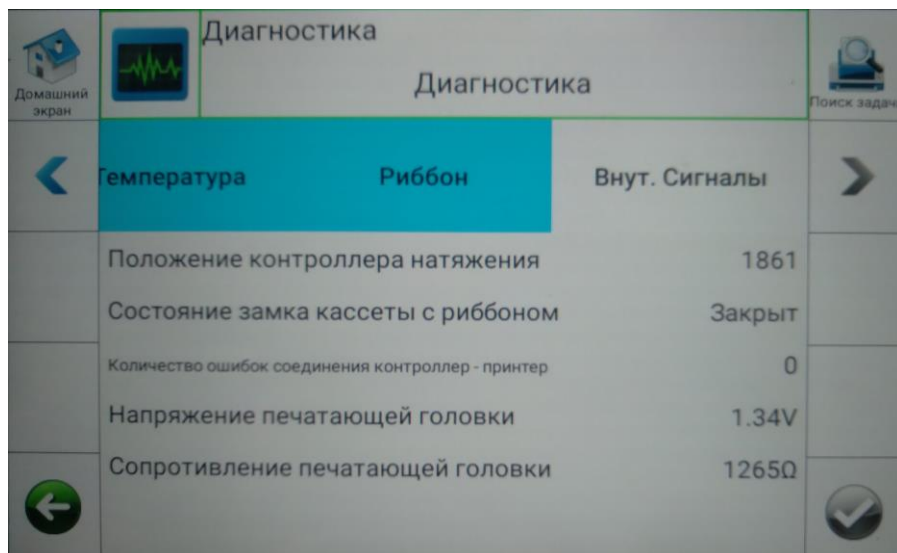 Диагностика
Диагностика
Домашний
экран
Поиск задач
Температура
Риббон
Внут. Сигналы
Положение контроллера натяжения 1861
Состояние замка кассеты с риббоном Закрыт
Количество ошибок соединения контроллер - принтер 0
Напряжение печатающей головки 1.34V
Сопротивление печатающей головки 1265Ω